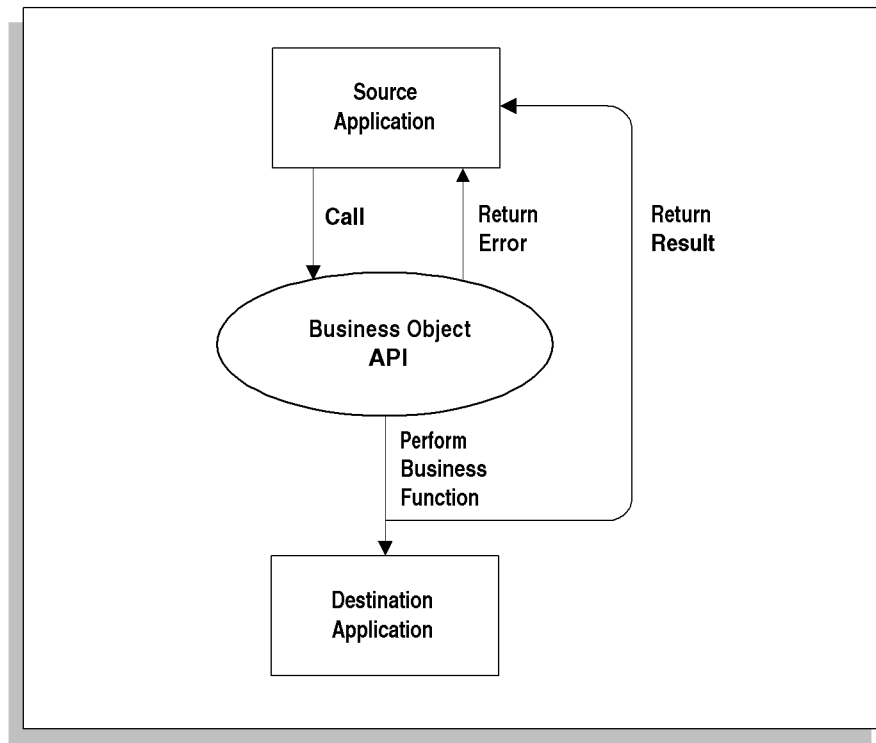 Source
Application
Call
Return
Error
Return
Result
Business Object
API
Perform
Business
Function
Destination
Application